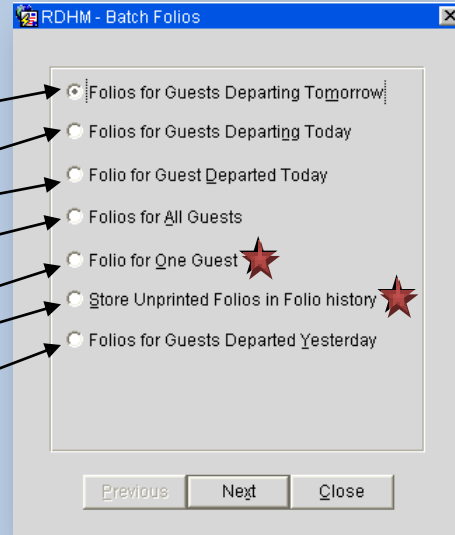 RDHM - Batch Folios
Folios for Guests Departing Tomorrow
Folios for Guests Departing Today
Folio for Guest Departed Today
Folios for All Guests
Folio for One Guest
Store Unprinted Folios in Folio history
Folios for Guests Departed Yesterday
Previous Next Close